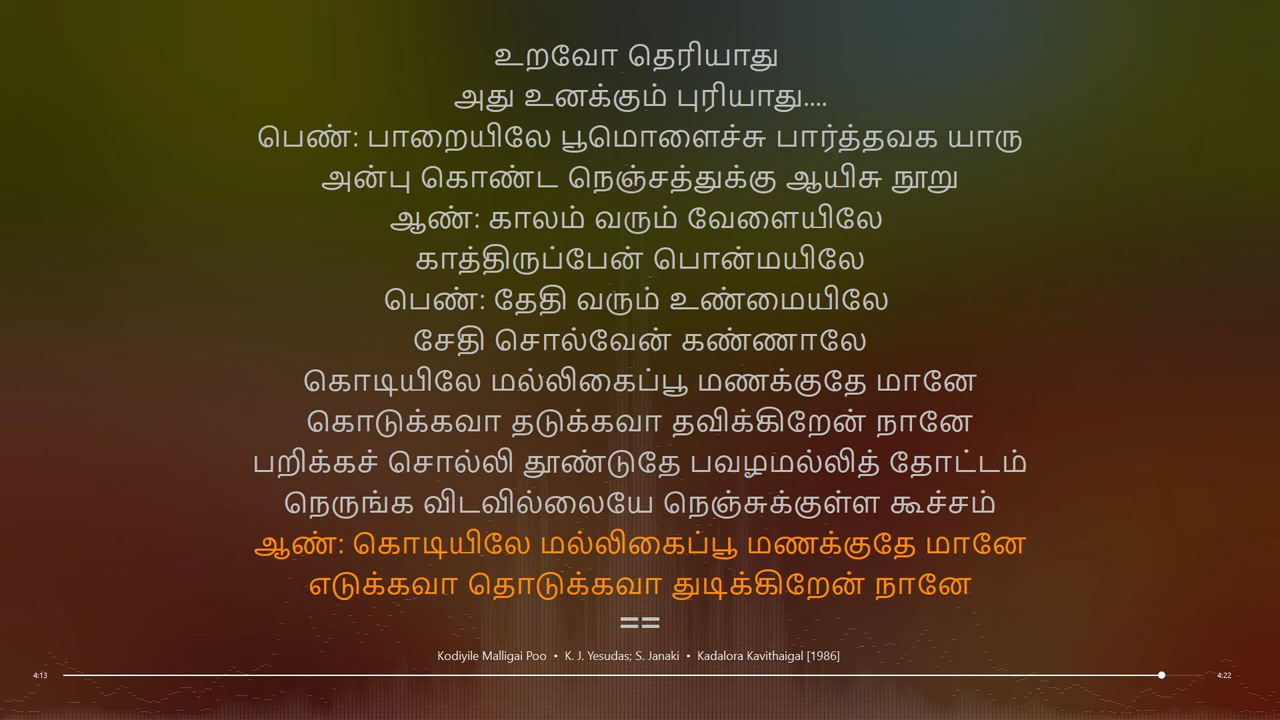 உறவோ தெரியாது
அது உனக்கும் புரியாது....
பெண்: பாறையிலே பூமொளைச்சு பார்த்தவக யாரு
அன்பு கொண்ட நெஞ்சத்துக்கு ஆயிசு நூறு
ஆண்: காலம் வரும் வேளையிலே
காத்திருப்பேன் பொன்மயிலே
பெண்: தேதி வரும் உண்மையிலே
சேதி சொல்வேன் கண்ணாலே
கொடியிலே மல்லிகைப்பூ மணக்குதே மானே
கொடுக்கவா தடுக்கவா தவிக்கிறேன் நானே
பறிக்கச் சொல்லி தூண்டுதே பவழமல்லித் தோட்டம்
நெருங்க விடவில்லையே நெஞ்சுக்குள்ள கூச்சம்
ஆண்: கொடியிலே மல்லிகைப்பூ மணக்குதே மானே
எடுக்கவா தொடுக்கவா துடிக்கிறேன் நானே
==
Kodiyile Malligai Poo • K. J. Yesudas; S. Janaki • Kadalora Kavithaigal [1986]
4:13 4:22